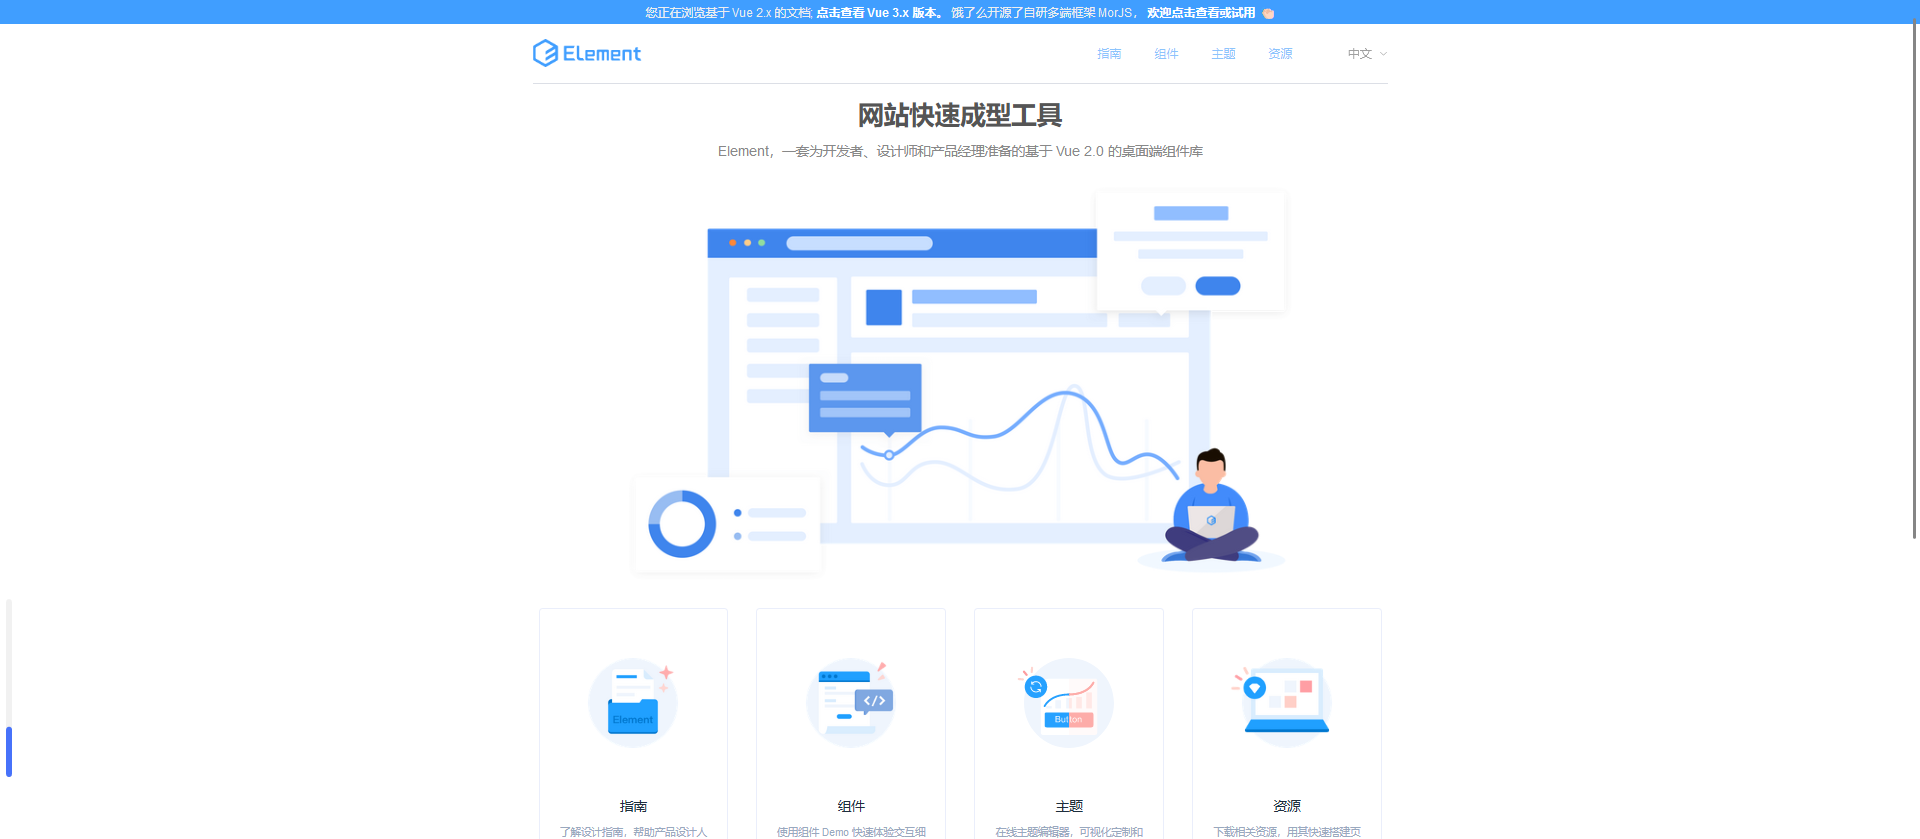 您正在浏览基于 Vue 2.x 的文档; 点击查看 Vue 3.x 版本。 饿了么开源了自研多端框架 MorJS， 欢迎点击查看或试用
Element
指南
组件
主题
资源
中文
网站快速成型工具
Element，一套为开发者、设计师和产品经理准备的基于 Vue 2.0 的桌面端组件库
Element
</>
Button
指南
组件
主题
资源
了解设计指南，帮助产品设计人
使用组件 Demo 快速体验交互细
在线主题编辑器，可视化定制和
下载相关资源，用其快速搭建页